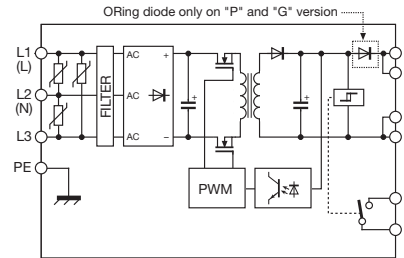 ORing diode only on "P" and "G" version
L1
(L)
L2
(N)
L3
PE
FILTER
AC
AC
AC
+
−
+
+
PWM